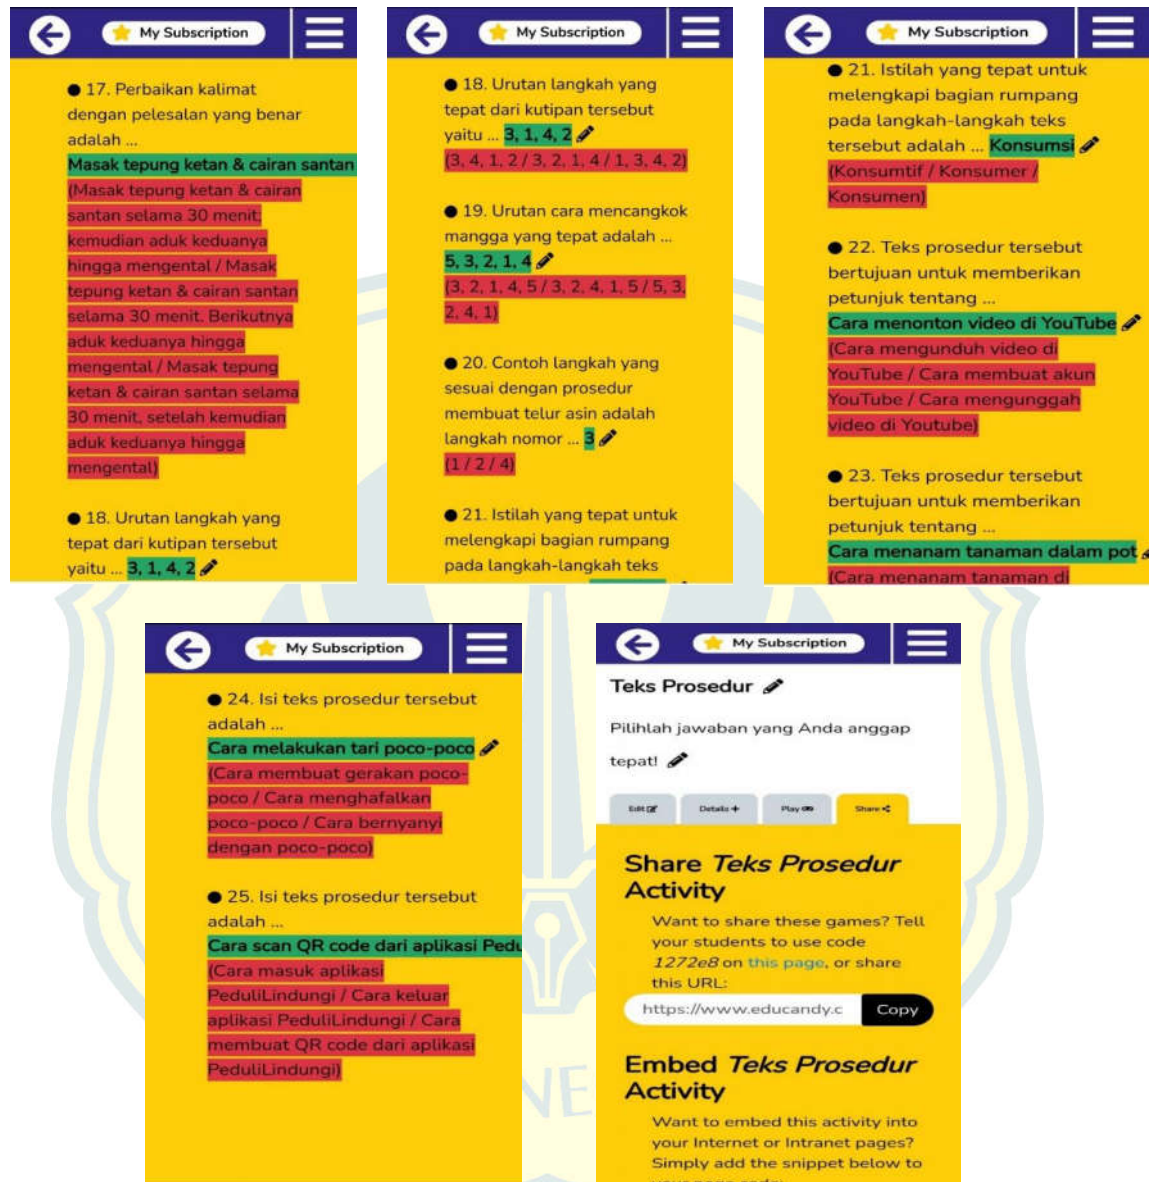 My Subscription
● 17. Perbaikan kalimat
dengan pelesalan yang benar
adalah ...
Masak tepung ketan & cairan santan
(Masak tepung ketan & cairan
santan selama 30 menit;
kemudian aduk keduanya
hingga mengental / Masak
tepung ketan & cairan santan
selama 30 menit. Berikutnya
aduk keduanya hingga
mengental / Masak tepung
ketan & cairan santan selama
30 menit, setelah kemudian
aduk keduanya hingga
mengental)
● 18. Urutan langkah yang
tepat dari kutipan tersebut
yaitu ... 3, 1, 4, 2
My Subscription
● 18. Urutan langkah yang
tepat dari kutipan tersebut
yaitu ... 3, 1, 4, 2
(3, 4, 1, 2 / 3, 2, 1, 4 / 1, 3, 4, 2)
● 19. Urutan cara mencangkok
mangga yang tepat adalah ...
5, 3, 2, 1, 4
(3, 2, 1, 4, 5 / 3, 2, 4, 1, 5 / 5, 3,
2, 4, 1)
● 20. Contoh langkah yang
sesuai dengan prosedur
membuat telur asin adalah
langkah nomor ... 3
(1 / 2 / 4)
● 21. Istilah yang tepat untuk
melengkapi bagian rumpang
pada langkah-langkah teks
My Subscription
● 21. Istilah yang tepat untuk
melengkapi bagian rumpang
pada langkah-langkah teks
tersebut adalah ... Konsumsi
(Konsumtif / Konsumer /
Konsumen)
● 22. Teks prosedur tersebut
bertujuan untuk memberikan
petunjuk tentang ...
Cara menonton video di YouTube
(Cara mengunduh video di
YouTube / Cara membuat akun
YouTube / Cara mengunggah
video di Youtube)
● 23. Teks prosedur tersebut
bertujuan untuk memberikan
petunjuk tentang ...
Cara menanam tanaman dalam pot
(Cara menanam tanaman di
My Subscription
● 24. Isi teks prosedur tersebut
adalah ...
Cara melakukan tari poco-poco
(Cara membuat gerakan poco-
poco / Cara menghafalkan
poco-poco / Cara bernyanyi
dengan poco-poco)
● 25. Isi teks prosedur tersebut
adalah ...
Cara scan QR code dari aplikasi Pedu
(Cara masuk aplikasi
PeduliLindungi / Cara keluar
aplikasi PeduliLindungi / Cara
membuat QR code dari aplikasi
PeduliLindungi)
My Subscription
Teks Prosedur
Pilihlah jawaban yang Anda anggap
tepat!
Edit Details + Play Share
Share Teks Prosedur
Activity
Want to share these games? Tell
your students to use code
1272e8 on this page, or share
this URL:
https://www.educandy.c Copy
Embed Teks Prosedur
Activity
Want to embed this activity into
your Internet or Intranet pages?
Simply add the snippet below to